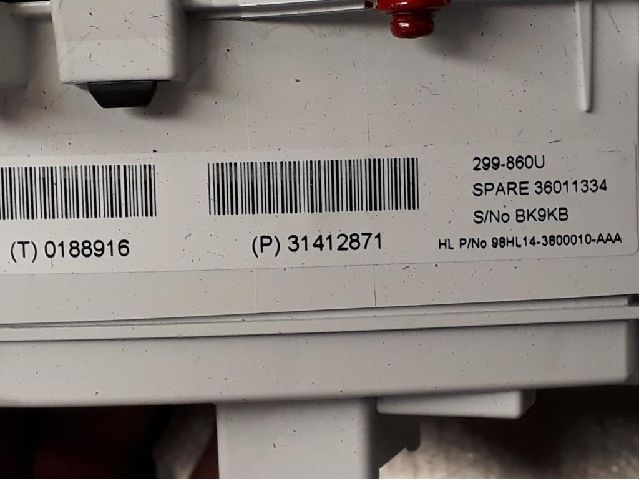 299-860U
SPARE 36011334
S/No BK9KB
HL P/No 98HL14-3800010-AAA
(T) 0188916
(P) 31412871